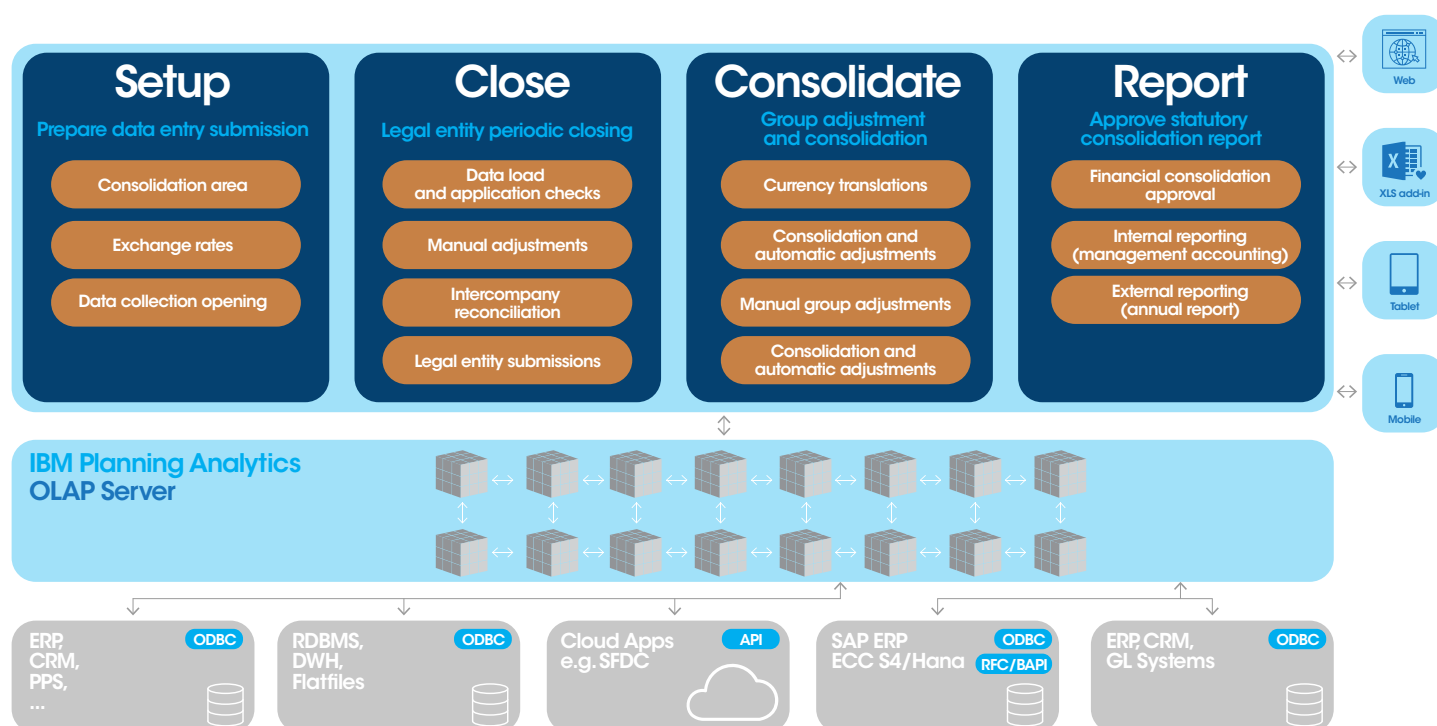 Setup
Prepare data entry submission
Consolidation area
Exchange rates
Data collection opening
Close
Legal entity periodic closing
Data load
and application checks
Manual adjustments
Intercompany
reconciliation
Legal entity submissions
Consolidate
Group adjustment
and consolidation
Currency translations
Consolidation and
automatic adjustments
Manual group adjustments
Consolidation and
automatic adjustments
Report
Approve statutory
consolidation report
Financial consolidation
approval
Internal reporting
(management accounting)
External reporting
(annual report)
Web
X
XLS add-in
Tablet
Mobile
IBM Planning Analytics
OLAP Server
ERP,
CRM,
PPS,
...
ODBC
RDBMS,
DWH,
Flatfiles
ODBC
Cloud Apps
e.g. SFDC
API
SAP ERP
ECC S4/Hana
ODBC
RFC/BAPI
ERP, CRM,
GL Systems
ODBC